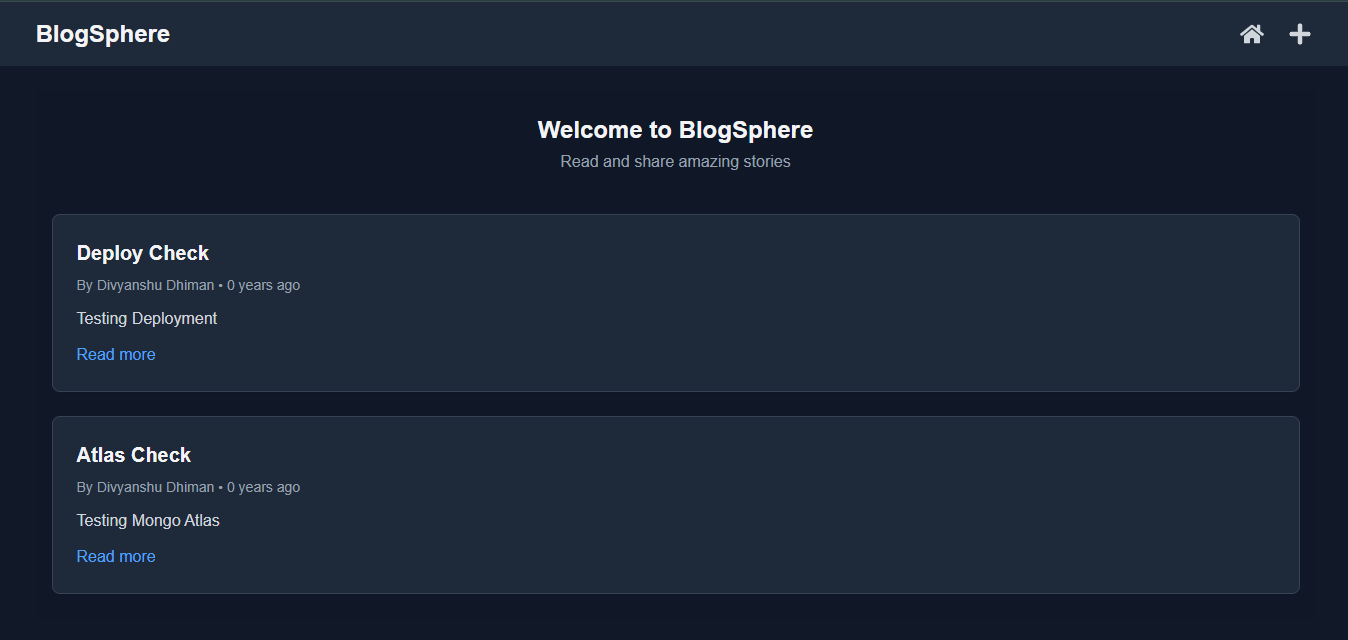 BlogSphere
Welcome to BlogSphere
Read and share amazing stories
Deploy Check
By Divyanshu Dhiman • 0 years ago
Testing Deployment
Read more
Atlas Check
By Divyanshu Dhiman • 0 years ago
Testing Mongo Atlas
Read more